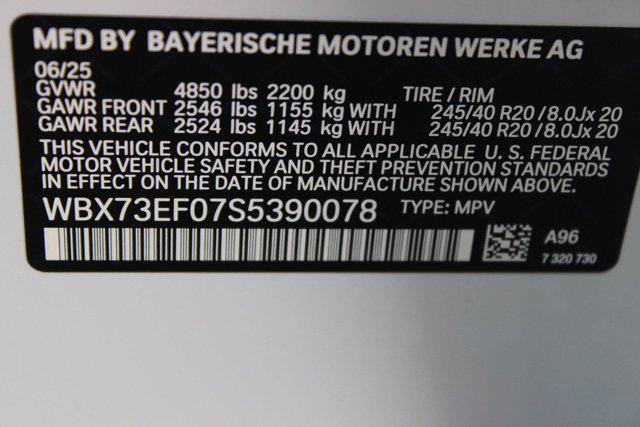 MFD BY BAYERISCHE MOTOREN WERKE AG
06/25
GVWR 4850 lbs 2200 kg TIRE / RIM
GAWR FRONT 2546 lbs 1155 kg WITH 245/40 R20 / 8.0Jx 20
GAWR REAR 2524 lbs 1145 kg WITH 245/40 R20 / 8.0Jx 20
THIS VEHICLE CONFORMS TO ALL APPLICABLE U. S. FEDERAL
MOTOR VEHICLE SAFETY AND THEFT PREVENTION STANDARDS
IN EFFECT ON THE DATE OF MANUFACTURE SHOWN ABOVE:
WBX73EF07S5390078 TYPE: MPV
A96
7 320 730